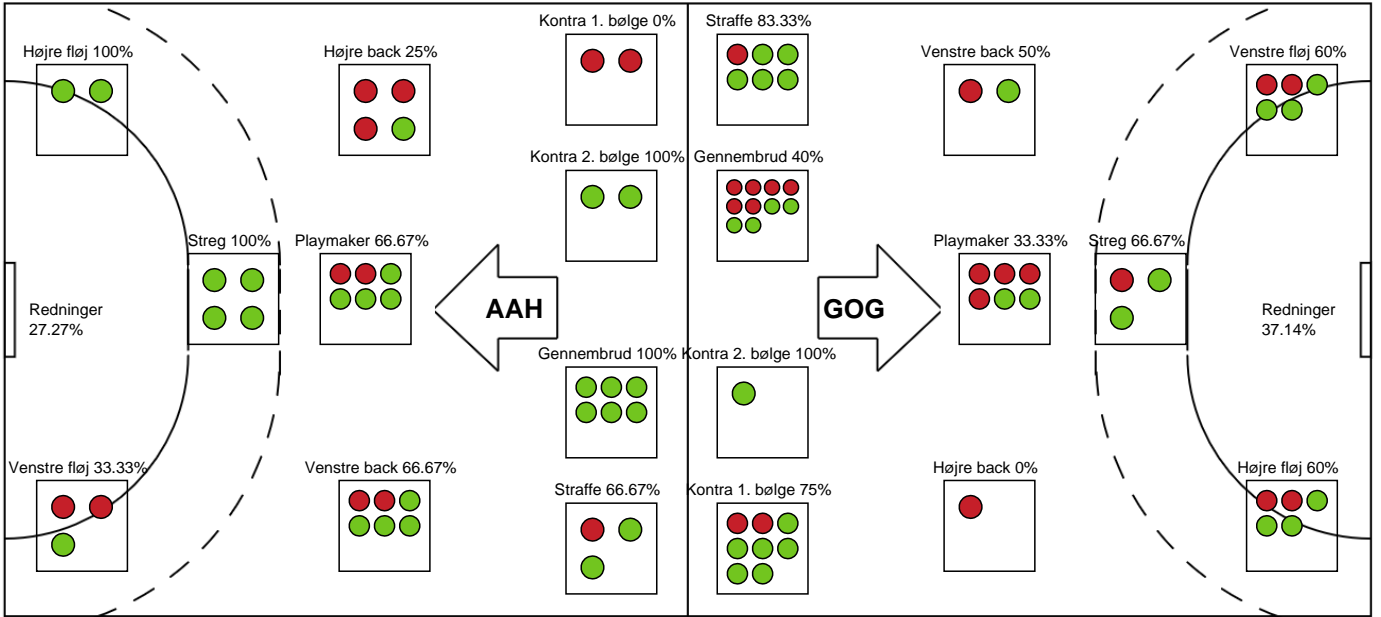 Kontra 1. bølge 0%
Straffe 83.33%
Højre fløj 100%
Højre back 25%
Venstre back 50%
Venstre fløj 60%
Kontra 2. bølge 100%
Gennembrud 40%
Streg 100%
Playmaker 66.67%
Playmaker 33.33%
Streg 66.67%
Redninger
27.27%
AAH
GOG
Redninger
37.14%
Gennembrud 100%
Kontra 2. bølge 100%
Venstre fløj 33.33%
Venstre back 66.67%
Højre back 0%
Højre fløj 60%
Straffe 66.67%
Kontra 1. bølge 75%